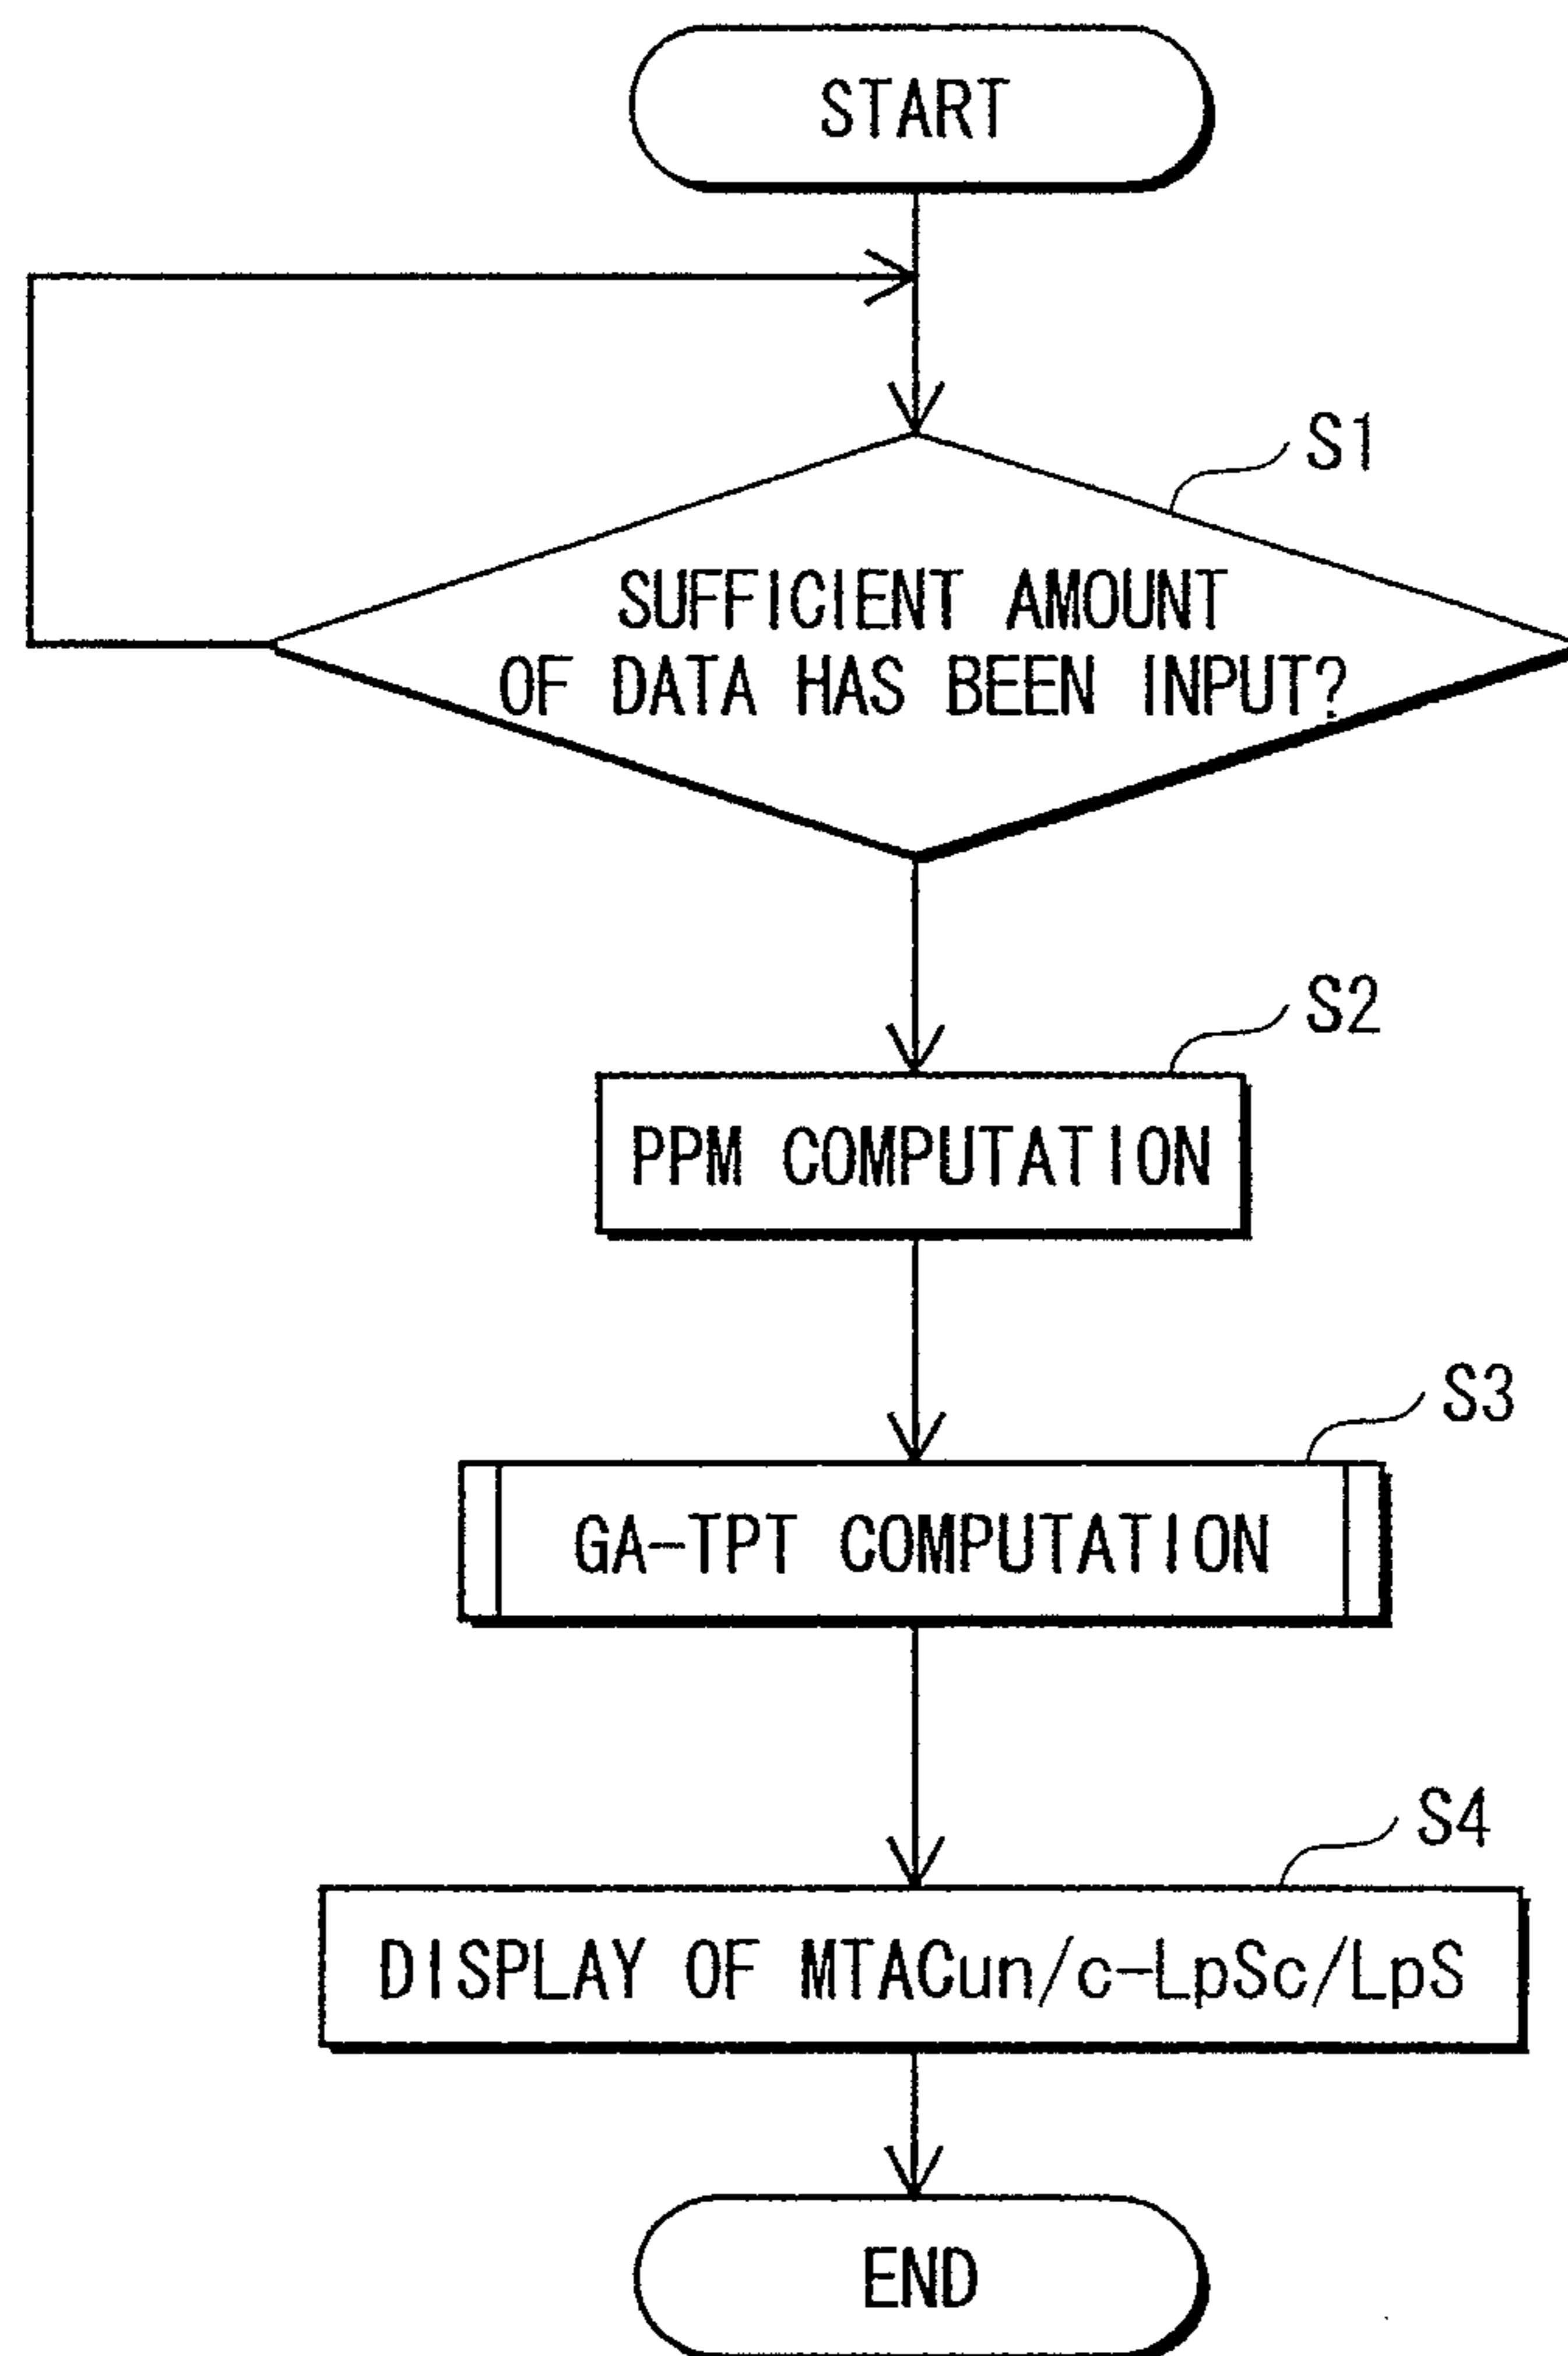 START
S1
SUFFICIENT AMOUNT
OF DATA HAS BEEN INPUT?
S2
PPM COMPUTATION
S3
GA-TPT COMPUTATION
S4
DISPLAY OF MTACun/c-LpSc/LpS
END